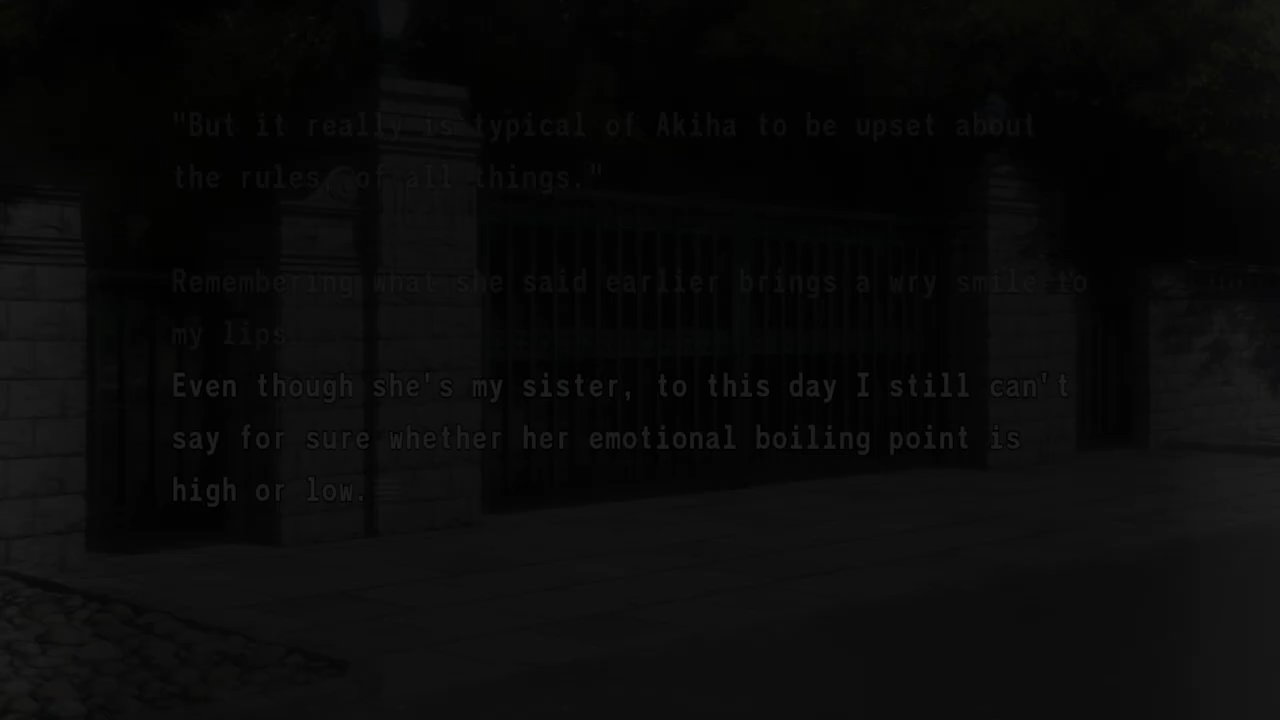 "But it really is typical of Akiha to be upset about
the rules, of all things."
Remembering what she said earlier brings a wry smile to
my lips.
Even though she's my sister, to this day I still can't
say for sure whether her emotional boiling point is
high or low.